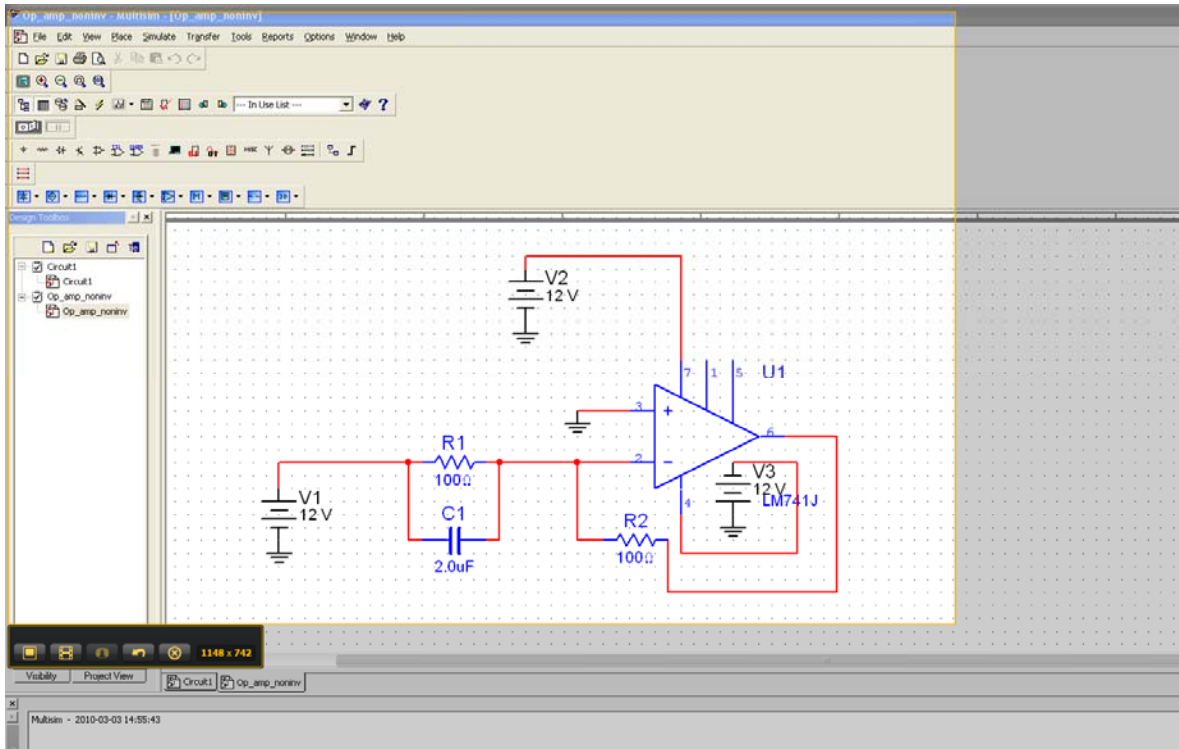 Op_amp_noninv - Multisim - [Op_amp_noninv]
File Edit View Place Simulate Transfer Tools Reports Options Window Help
--- In Use List --- ?
MISC
Design Toolbox
Circuit1
Circuit1
Op_amp_noninv
Op_amp_noninv
V2
12 V
7 1 5 U1
3 +
6
R1
2 −
100Ω
V3
12 V
LM741J
V1
12 V
4
C1
2.0uF
R2
100Ω
1148 x 742
Visibility Project View Circuit1 Op_amp_noninv
Multisim - 2010-03-03 14:55:43